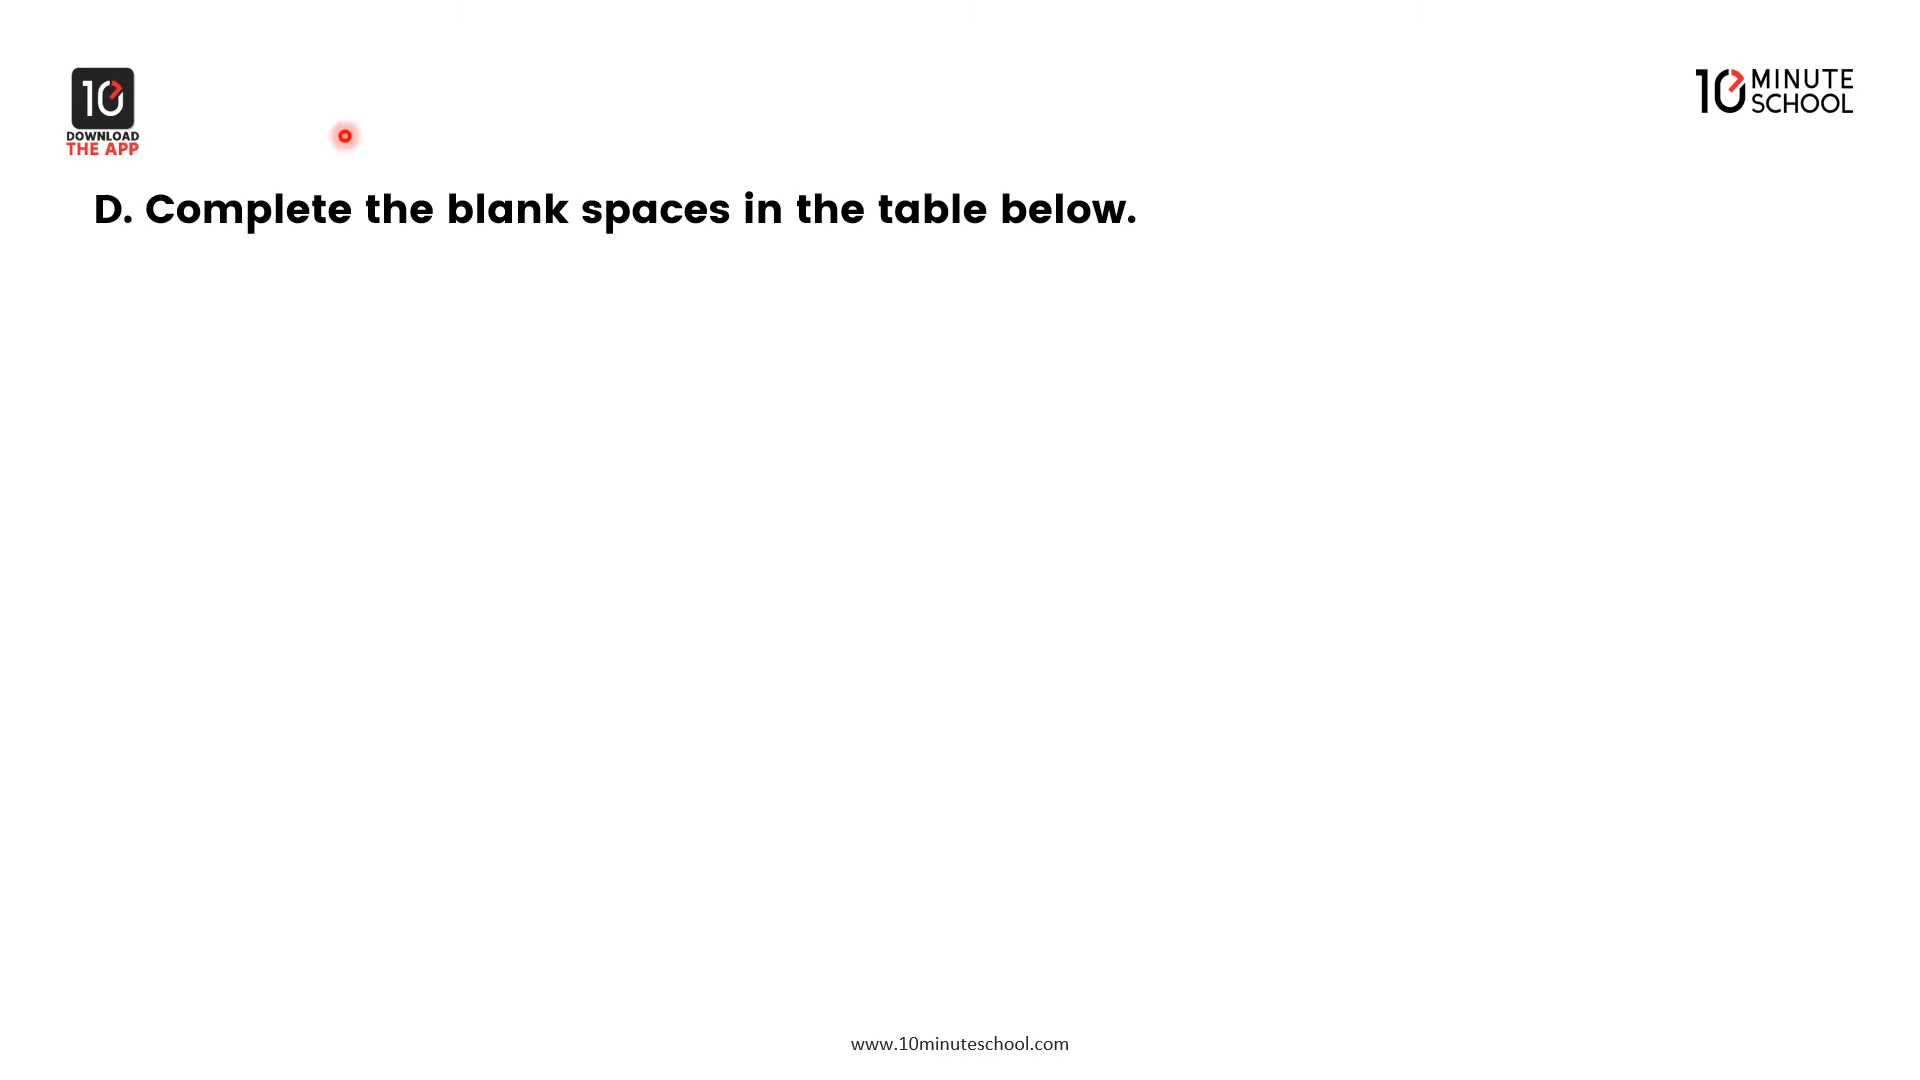 10
DOWNLOAD
THE APP
10 MINUTE
SCHOOL
D. Complete the blank spaces in the table below.
www.10minuteschool.com